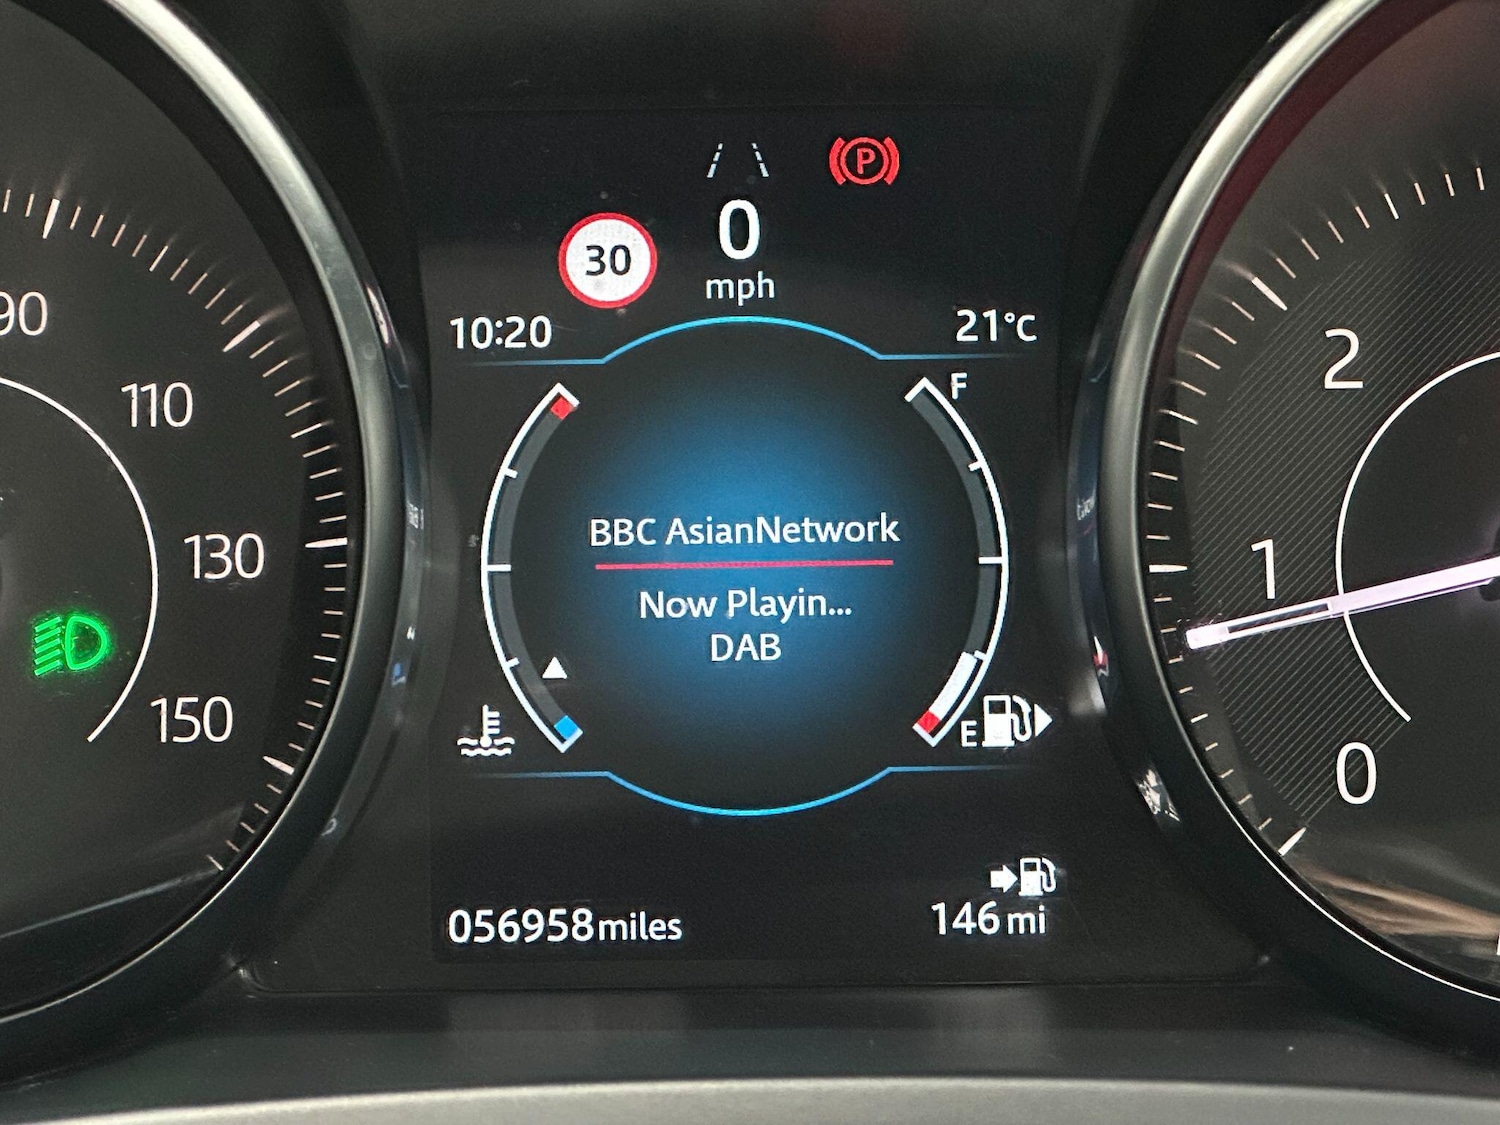 P
0
30
mph
10:20
21°C
F
90
110
130
150
BBC AsianNetwork
Now Playin...
DAB
E
2
1
0
056958miles
146 mi